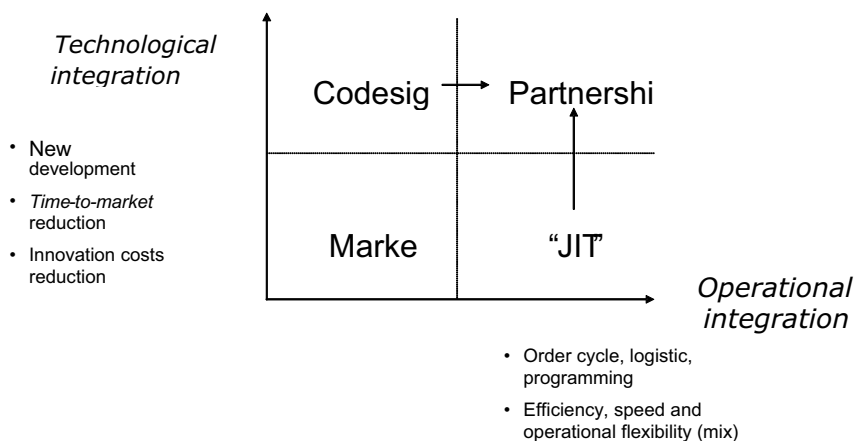 Technological
integration
Codesig
Partnershi
• New
development
• Time-to-market
reduction
• Innovation costs
reduction
Marke
“JIT”
Operational
integration
• Order cycle, logistic,
programming
• Efficiency, speed and
operational flexibility (mix)